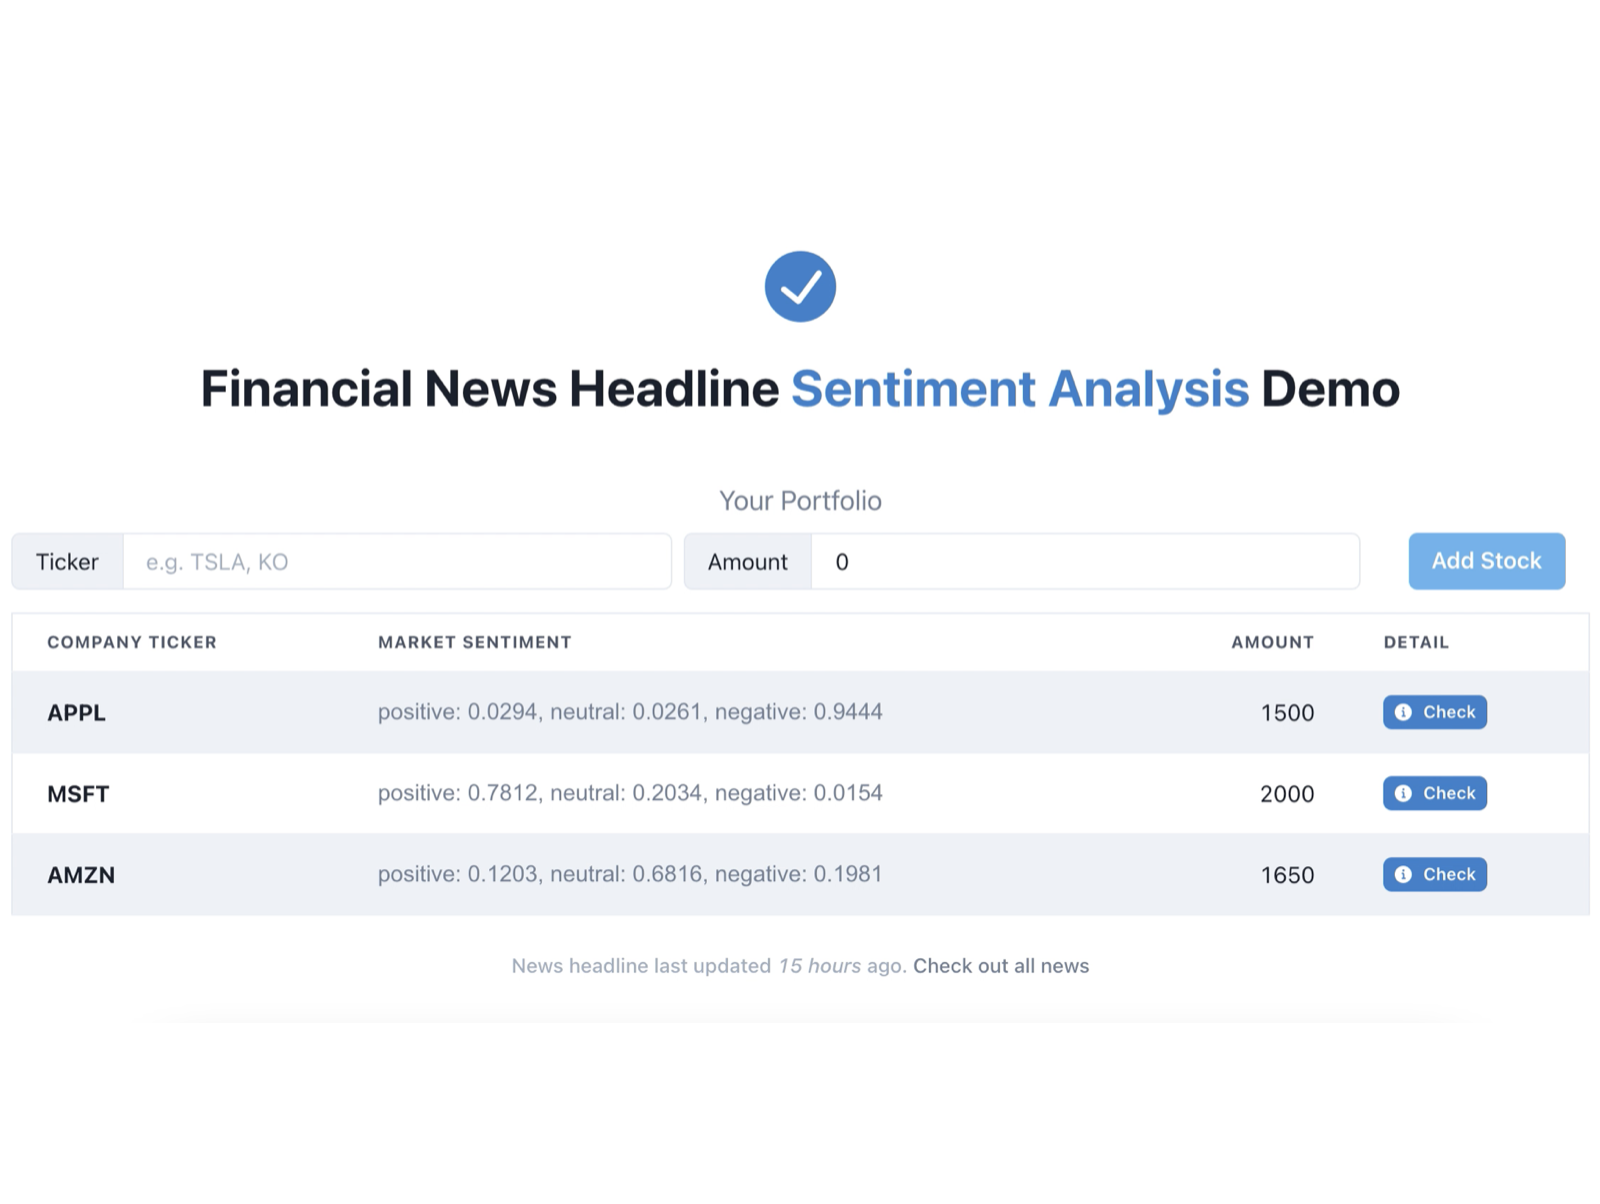 Financial News Headline Sentiment Analysis Demo
Your Portfolio
Ticker e.g. TSLA, KO Amount 0 Add Stock
COMPANY TICKER MARKET SENTIMENT AMOUNT DETAIL
APPL positive: 0.0294, neutral: 0.0261, negative: 0.9444 1500 Check
MSFT positive: 0.7812, neutral: 0.2034, negative: 0.0154 2000 Check
AMZN positive: 0.1203, neutral: 0.6816, negative: 0.1981 1650 Check
News headline last updated 15 hours ago. Check out all news